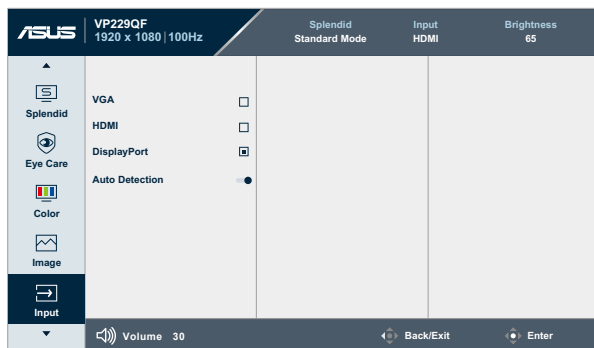 ASUS
VP229QF
1920 x 1080 | 100Hz
Splendid
Standard Mode
Input
HDMI
Brightness
65
Splendid
Eye Care
Color
Image
Input
VGA
HDMI
DisplayPort
Auto Detection
Volume 30
Back/Exit
Enter